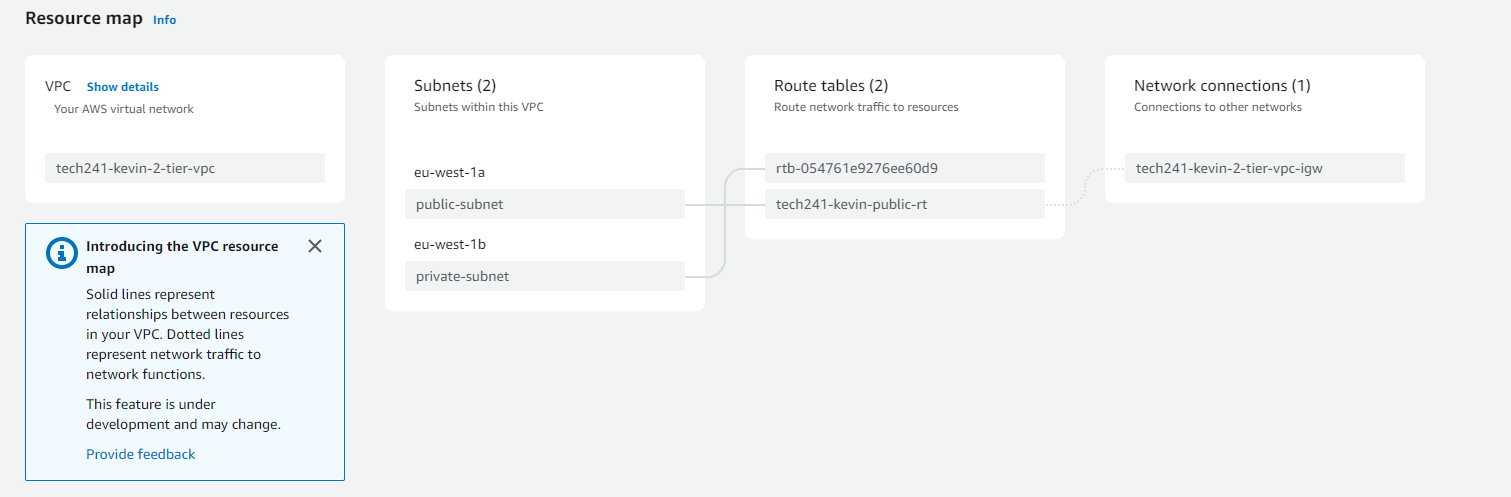 Resource map Info
VPC Show details
Your AWS virtual network
tech241-kevin-2-tier-vpc
Introducing the VPC resource
map
Solid lines represent
relationships between resources
in your VPC. Dotted lines
represent network traffic to
network functions.
This feature is under
development and may change.
Provide feedback
Subnets (2)
Subnets within this VPC
eu-west-1a
public-subnet
eu-west-1b
private-subnet
Route tables (2)
Route network traffic to resources
rtb-054761e9276ee60d9
tech241-kevin-public-rt
Network connections (1)
Connections to other networks
tech241-kevin-2-tier-vpc-igw